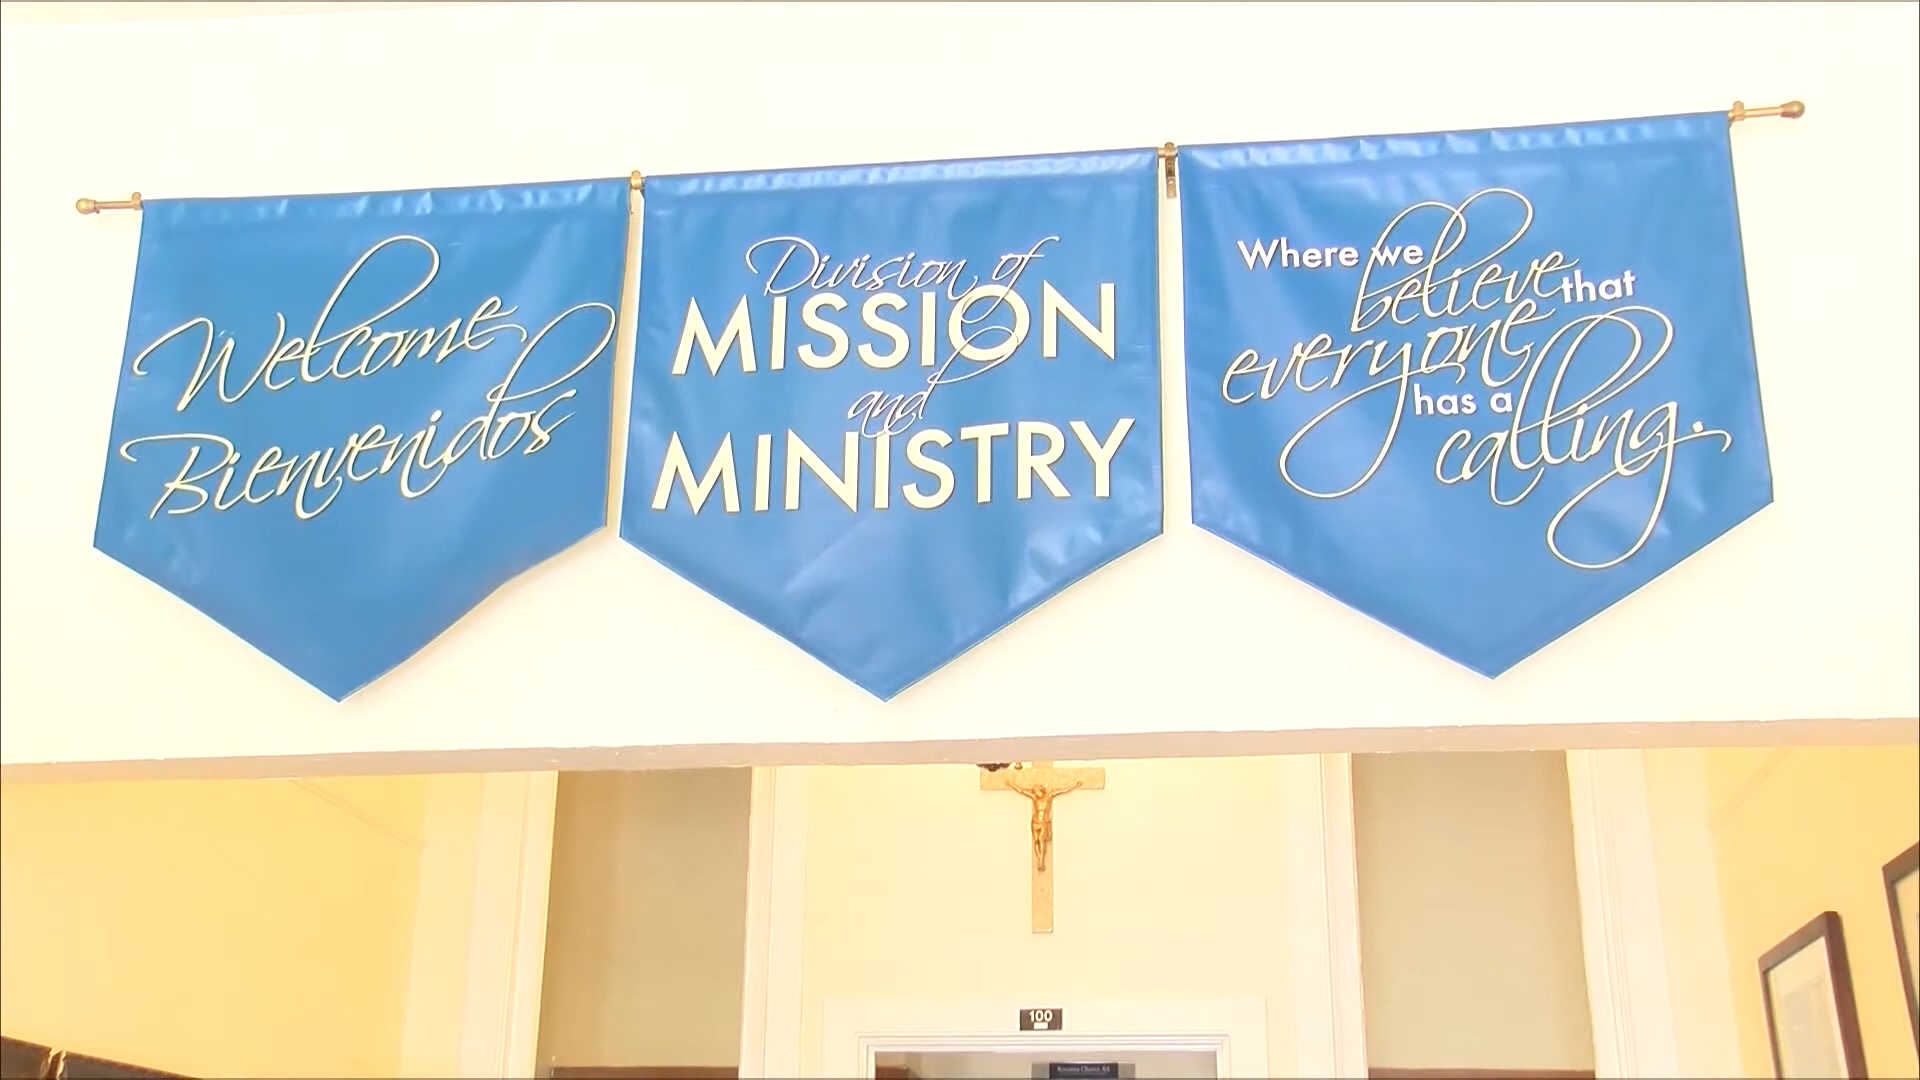 Welcome
Bienvenidos
Division of
MISSION
and
MINISTRY
Where we
believe that
everyone
has a
calling.
100